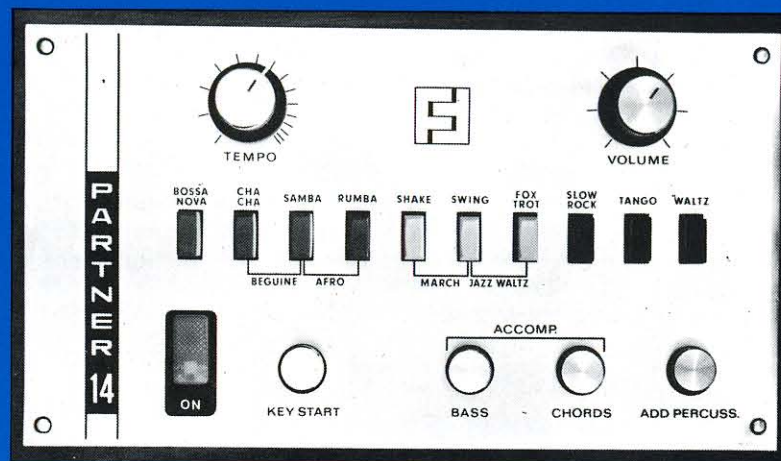 TEMPO
VOLUME
PARTNER 14
BOSSA NOVA
CHA CHA
SAMBA
RUMBA
SHAKE
SWING
FOX TROT
SLOW ROCK
TANGO
WALTZ
BEGUINE
AFRO
MARCH
JAZZ WALTZ
ACCOMP.
ON
KEY START
BASS
CHORDS
ADD PERCUSS.